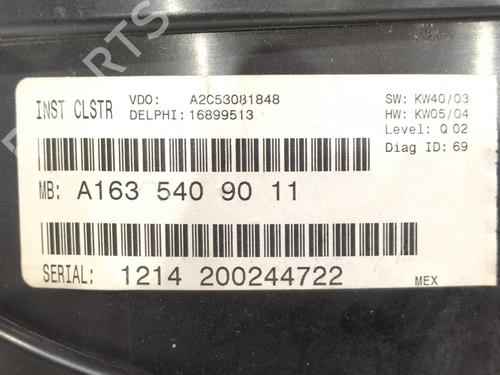 INST CLSTR
VDO: A2C53081848
DELPHI: 16899513
SW: KW40/03
HW: KW05/04
Level: Q 02
Diag ID: 69
MB: A163 540 90 11
SERIAL: 1214 200244722
MEX
PARTS